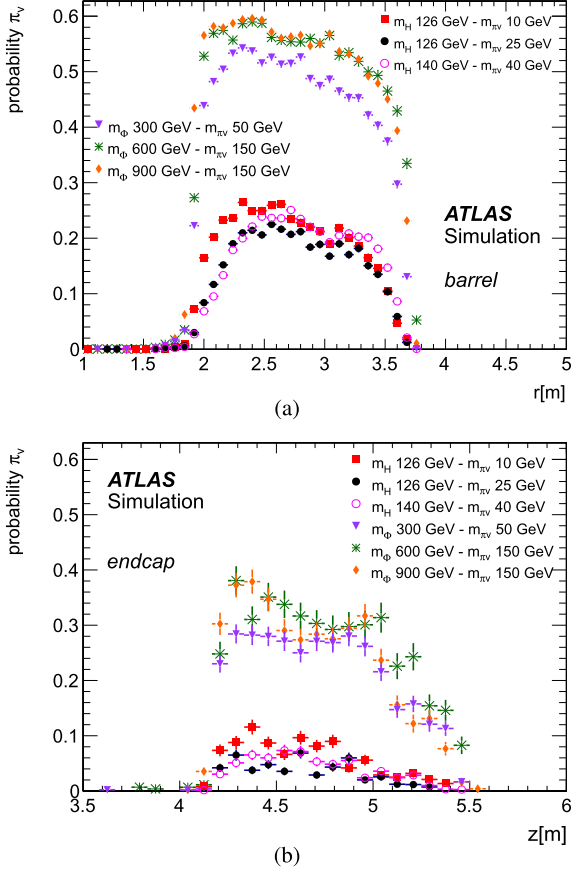 probability π_v
0.6
0.5
0.4
0.3
0.2
0.1
0
m_H 126 GeV - m_πv 10 GeV
m_H 126 GeV - m_πv 25 GeV
m_H 140 GeV - m_πv 40 GeV
m_Φ 300 GeV - m_πv 50 GeV
m_Φ 600 GeV - m_πv 150 GeV
m_Φ 900 GeV - m_πv 150 GeV
ATLAS
Simulation
barrel
1 1.5 2 2.5 3 3.5 4 4.5 5
r[m]
(a)
probability π_v
0.6
0.5
0.4
0.3
0.2
0.1
0
ATLAS
Simulation
endcap
m_H 126 GeV - m_πv 10 GeV
m_H 126 GeV - m_πv 25 GeV
m_H 140 GeV - m_πv 40 GeV
m_Φ 300 GeV - m_πv 50 GeV
m_Φ 600 GeV - m_πv 150 GeV
m_Φ 900 GeV - m_πv 150 GeV
3.5 4 4.5 5 5.5 6
z[m]
(b)